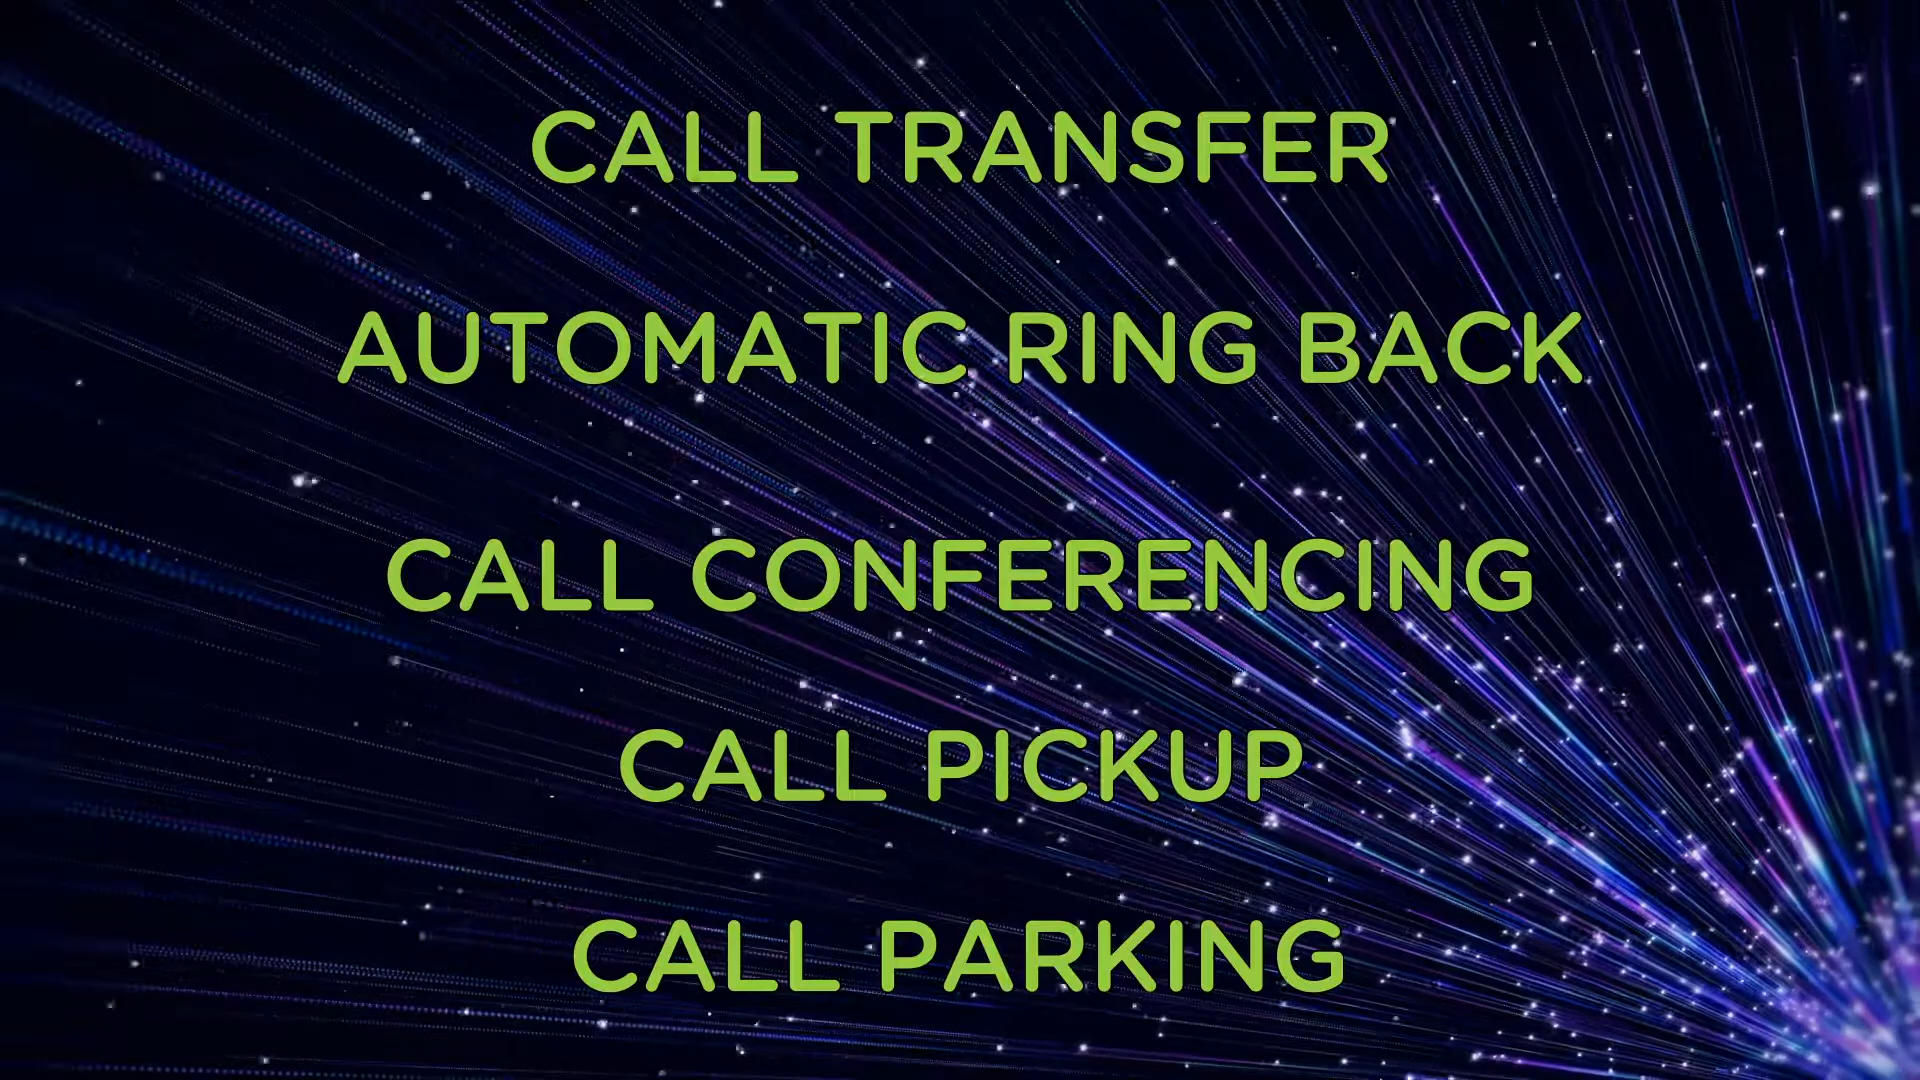 CALL TRANSFER
AUTOMATIC RING BACK
CALL CONFERENCING
CALL PICKUP
CALL PARKING